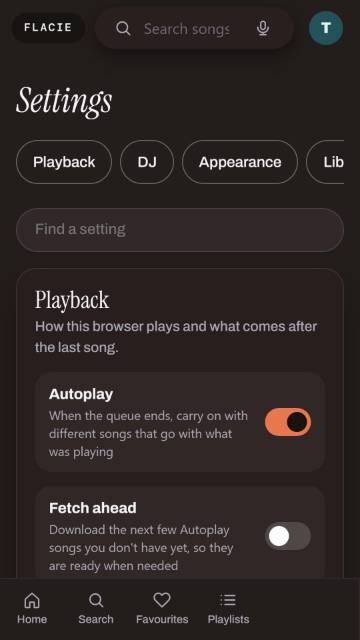 FLACIE
Search songs
T
Settings
Playback
DJ
Appearance
Lib
Find a setting
Playback
How this browser plays and what comes after
the last song.
Autoplay
When the queue ends, carry on with
different songs that go with what
was playing
Fetch ahead
Download the next few Autoplay
songs you don't have yet, so they
are ready when needed
Home
Search
Favourites
Playlists